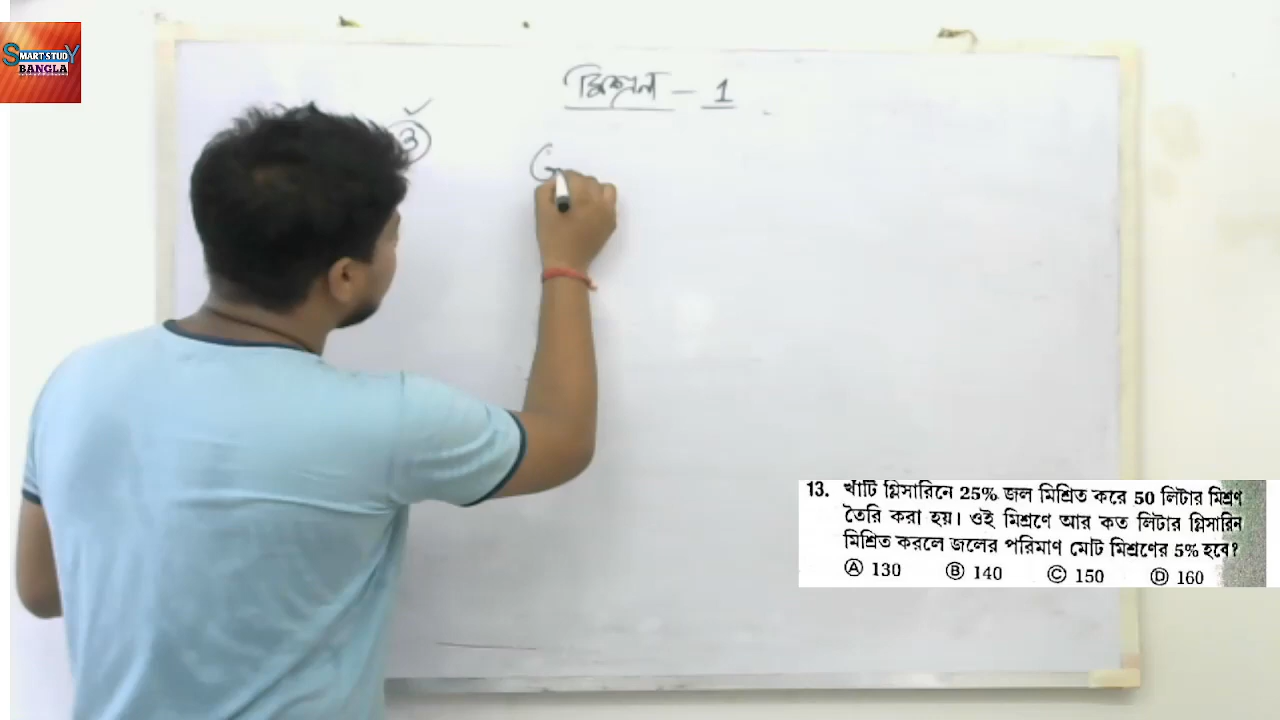 SMART STUDY
BANGLA
মিশ্রণ - 1
G
13. খাঁটি গ্লিসারিনে 25% জল মিশ্রিত করে 50 লিটার মিশ্রণ
তৈরি করা হয়। ওই মিশ্রণে আর কত লিটার গ্লিসারিন
মিশ্রিত করলে জলের পরিমাণ মোট মিশ্রণের 5% হবে?
Ⓐ 130 Ⓑ 140 Ⓒ 150 Ⓓ 160